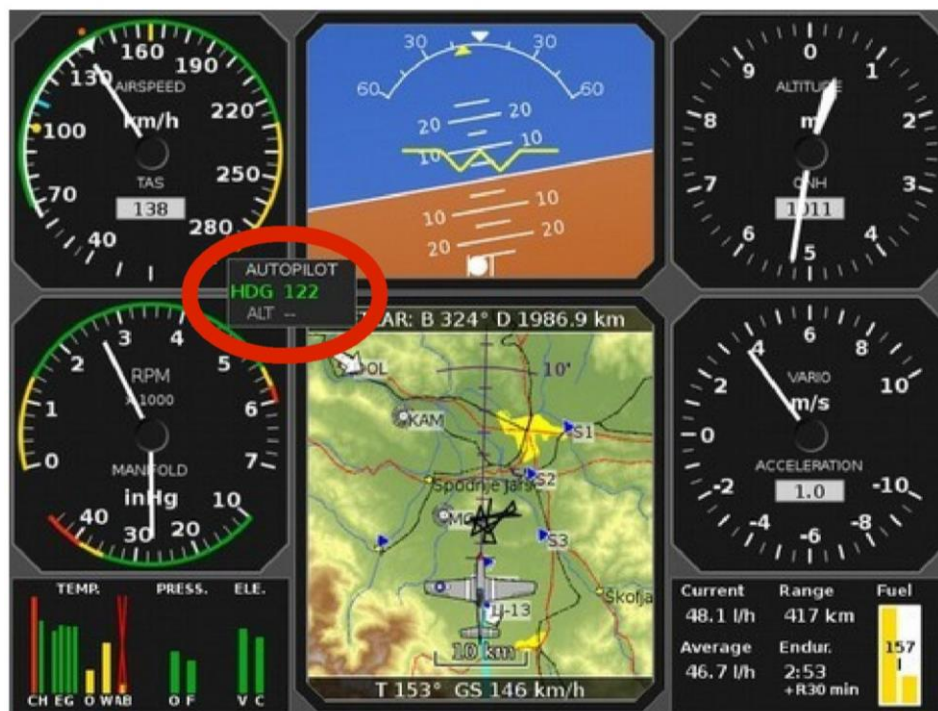 160
130
190
AIRSPEED
220
km/h
100
TAS
250
138
70
280
40
30
30
60
60
20
20
10
10
10
10
20
20
0
9
1
ALTITUDE
m
8
2
QNH
7
1011
3
6
4
5
AUTOPILOT
HDG 122
ALT --
3
4
2
5
RPM
X 1000
1
6
0
7
MANIFOLD
inHg
10
40
30
20
AR: B 324° D 1986.9 km
10'
KAM
S1
S2
Spodnje Jarše
S3
LJ-13
Škofja
10 km
T 153° GS 146 km/h
6
4
8
VARIO
2
10
m/s
0
ACCELERATION
1.0
-2
-10
-4
-8
-6
TEMP.
PRESS.
ELE.
CH
EG
O
W
AB
O F
V C
Current
Range
Fuel
48.1 l/h
417 km
157
Average
Endur.
46.7 l/h
2:53
+R30 min